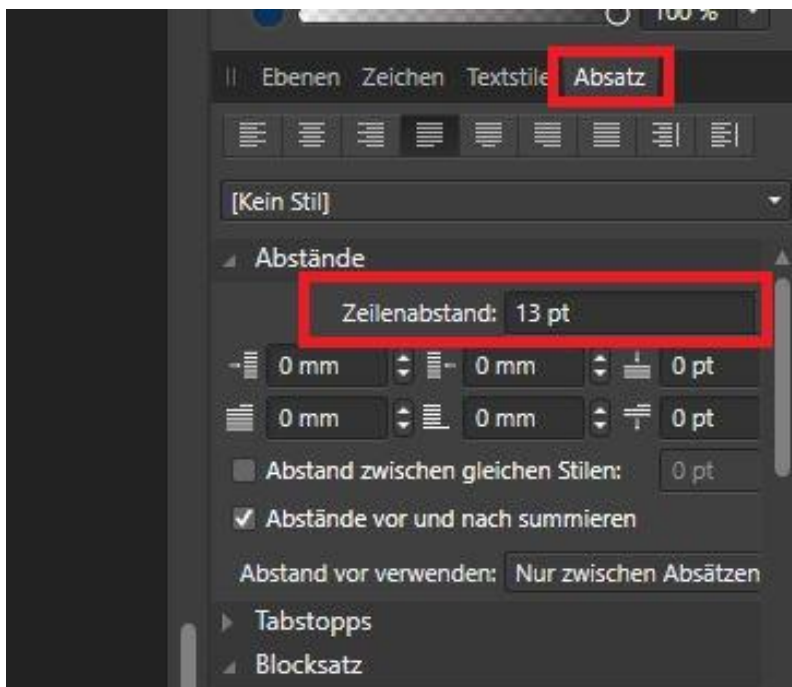 100 %
Ebenen Zeichen Textstile Absatz
[Kein Stil]
Abstände
Zeilenabstand: 13 pt
0 mm 0 mm 0 pt
0 mm 0 mm 0 pt
Abstand zwischen gleichen Stilen: 0 pt
Abstände vor und nach summieren
Abstand vor verwenden: Nur zwischen Absätzen
Tabstopps
Blocksatz